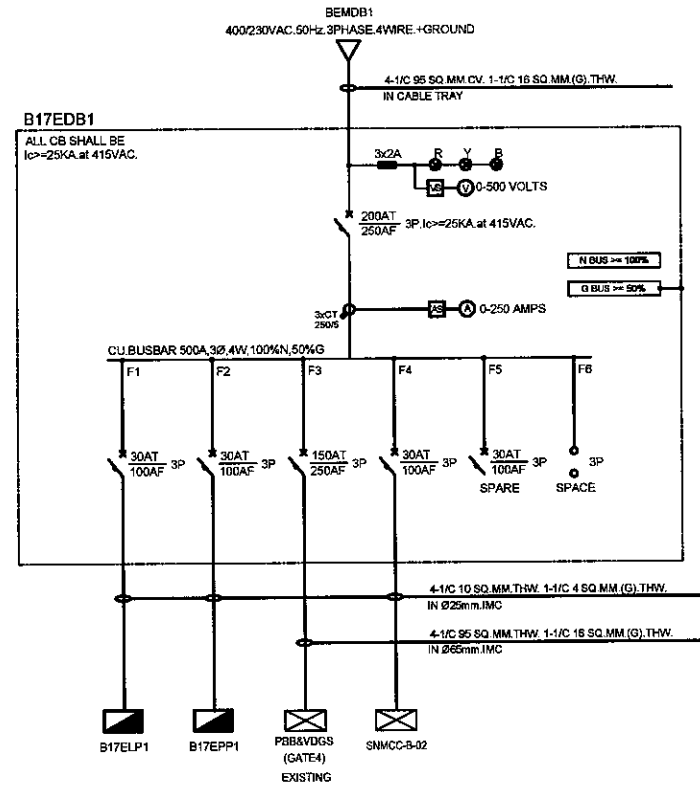 BEMDB1
400/230VAC.50Hz.3PHASE.4WIRE.+GROUND
4-1/C 95 SQ.MM.CV. 1-1/C 16 SQ.MM.(G).THW.
IN CABLE TRAY
B17EDB1
ALL CB SHALL BE
Ic>=25KA.at 415VAC.
3x2A
R Y B
VS V 0-500 VOLTS
200AT
250AF 3P.Ic>=25KA.at 415VAC.
N BUS >= 100%
G BUS >= 50%
3xCT
250/5
AS A 0-250 AMPS
CU.BUSBAR 500A,3Ø,4W,100%N,50%G
F1 F2 F3 F4 F5 F6
30AT 30AT 150AT 30AT 30AT
100AF 3P 100AF 3P 250AF 3P 100AF 3P 100AF 3P 3P
SPARE SPACE
4-1/C 10 SQ.MM.THW. 1-1/C 4 SQ.MM.(G).THW.
IN Ø25mm.IMC
4-1/C 95 SQ.MM.THW. 1-1/C 16 SQ.MM.(G).THW.
IN Ø65mm.IMC
B17ELP1 B17EPP1 PBB&VDGS SNMCC-B-02
(GATE4)
EXISTING